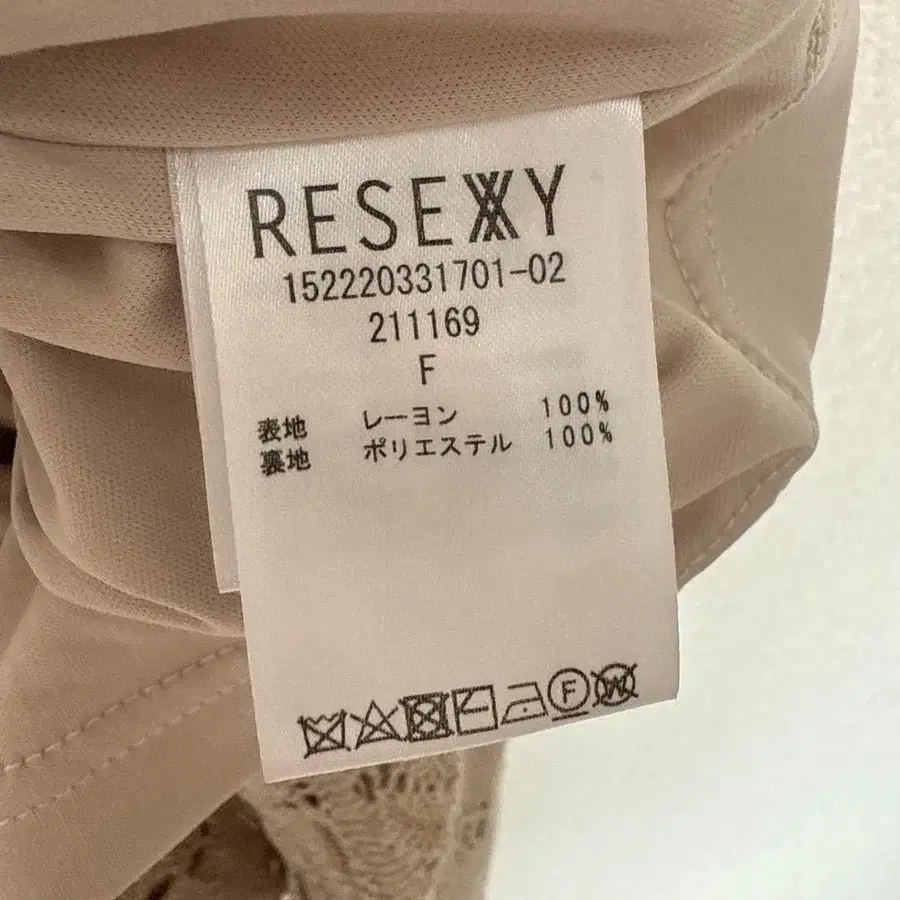 RESEXXY
152220331701-02
211169
F
表地 レーヨン 100%
裏地 ポリエステル 100%
F
W